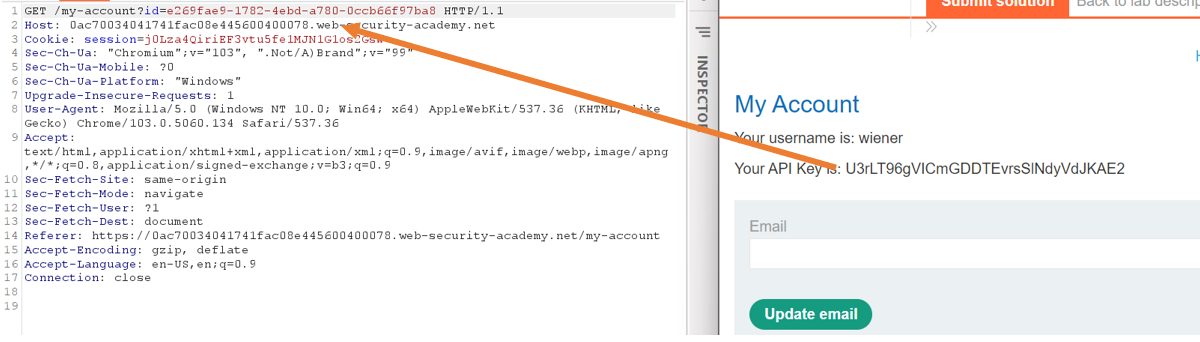 1 GET /my-account?id=e269fae9-1782-4ebd-a780-0ccb66f97ba8 HTTP/1.1
2 Host: 0ac70034041741fac08e445600400078.web-security-academy.net
3 Cookie: session=j0Lza4QiriEF3vtu5fe1MJN1G1os2Gsw
4 Sec-Ch-Ua: "Chromium";v="103", ".Not/A)Brand";v="99"
5 Sec-Ch-Ua-Mobile: ?0
6 Sec-Ch-Ua-Platform: "Windows"
7 Upgrade-Insecure-Requests: 1
8 User-Agent: Mozilla/5.0 (Windows NT 10.0; Win64; x64) AppleWebKit/537.36 (KHTML, like
Gecko) Chrome/103.0.5060.134 Safari/537.36
9 Accept:
text/html,application/xhtml+xml,application/xml;q=0.9,image/avif,image/webp,image/apng
,*/*;q=0.8,application/signed-exchange;v=b3;q=0.9
10 Sec-Fetch-Site: same-origin
11 Sec-Fetch-Mode: navigate
12 Sec-Fetch-User: ?1
13 Sec-Fetch-Dest: document
14 Referer: https://0ac70034041741fac08e445600400078.web-security-academy.net/my-account
15 Accept-Encoding: gzip, deflate
16 Accept-Language: en-US,en;q=0.9
17 Connection: close
18
19
INSPECTOR
Submit solution
Back to lab descrip
My Account
Your username is: wiener
Your API Key is: U3rLT96gVICmGDDTEvrsSlNdyVdJKAE2
Email
Update email